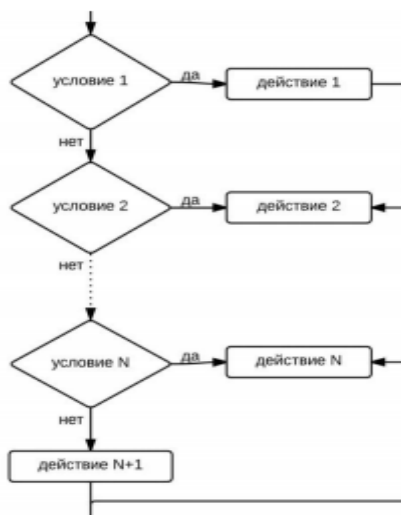 условие 1
да
действие 1
нет
условие 2
да
действие 2
нет
условие N
да
действие N
нет
действие N+1